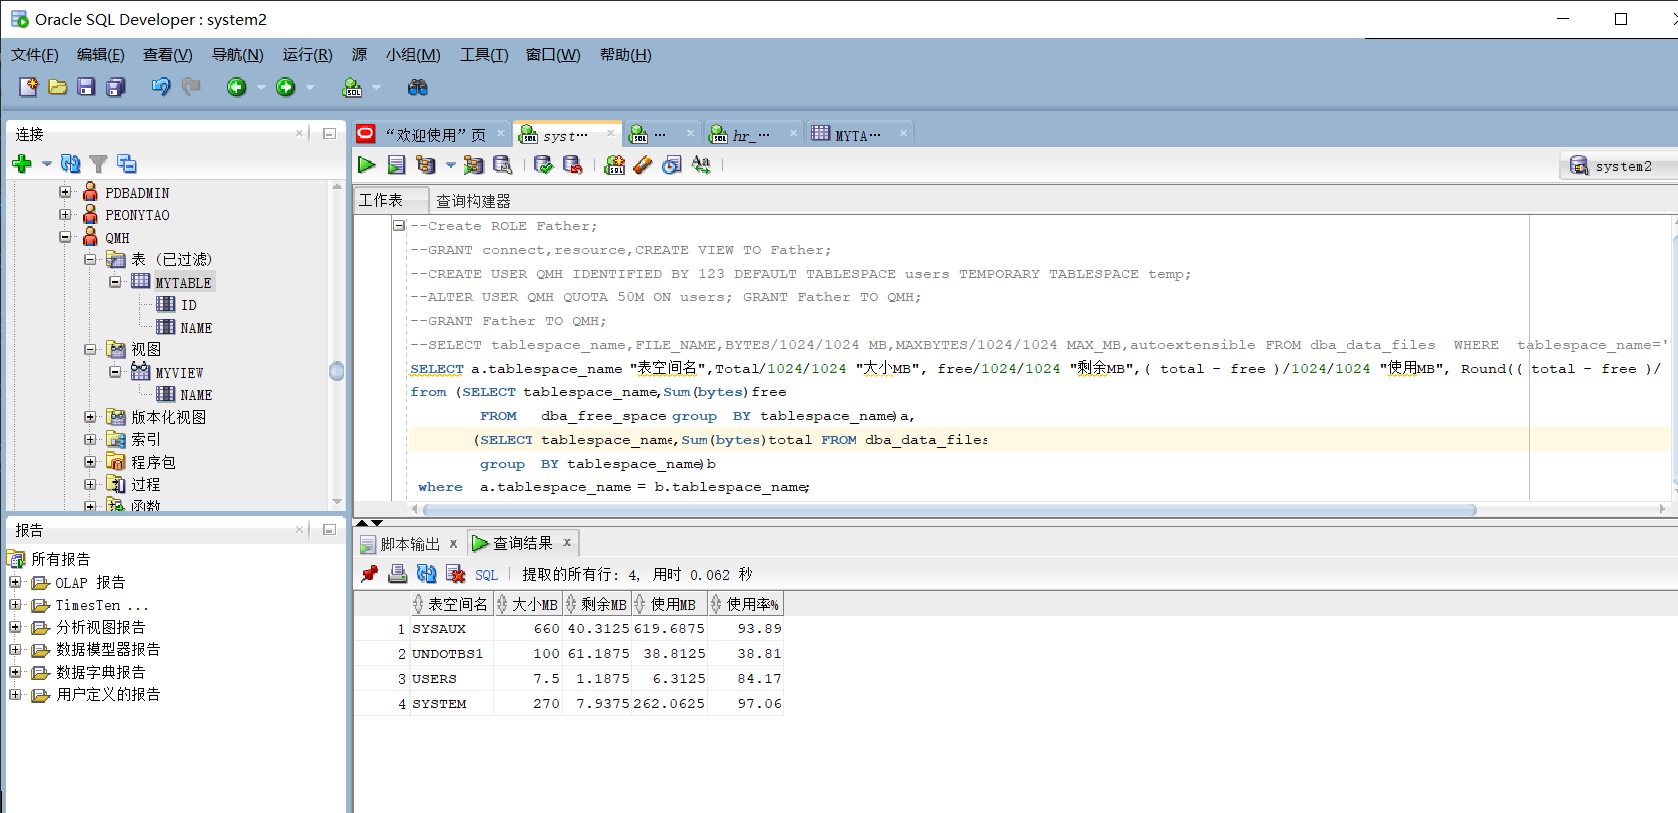 Oracle SQL Developer : system2
文件(F) 编辑(E) 查看(V) 导航(N) 运行(R) 源 小组(M) 工具(T) 窗口(W) 帮助(H)
连接
PDBADMIN
PEONYTAO
QMH
表 (已过滤)
MYTABLE
ID
NAME
视图
MYVIEW
NAME
版本化视图
索引
程序包
过程
函数
报告
所有报告
OLAP 报告
TimesTen ...
分析视图报告
数据模型器报告
数据字典报告
用户定义的报告
“欢迎使用”页 syst… … hr_… MYTA…
system2
工作表 查询构建器
--Create ROLE Father;
--GRANT connect,resource,CREATE VIEW TO Father;
--CREATE USER QMH IDENTIFIED BY 123 DEFAULT TABLESPACE users TEMPORARY TABLESPACE temp;
--ALTER USER QMH QUOTA 50M ON users; GRANT Father TO QMH;
--GRANT Father TO QMH;
--SELECT tablespace_name,FILE_NAME,BYTES/1024/1024 MB,MAXBYTES/1024/1024 MAX_MB,autoextensible FROM dba_data_files  WHERE  tablespace_name='
SELECT a.tablespace_name "表空间名",Total/1024/1024 "大小MB", free/1024/1024 "剩余MB",( total - free )/1024/1024 "使用MB", Round(( total - free )/
from (SELECT tablespace_name,Sum(bytes)free
FROM   dba_free_space group  BY tablespace_name)a,
(SELECT tablespace_name,Sum(bytes)total FROM dba_data_files
group  BY tablespace_name)b
where  a.tablespace_name = b.tablespace_name;
脚本输出 x 查询结果 x
SQL 提取的所有行: 4, 用时 0.062 秒
表空间名 大小MB 剩余MB 使用MB 使用率%
1 SYSAUX 660 40.3125 619.6875 93.89
2 UNDOTBS1 100 61.1875 38.8125 38.81
3 USERS 7.5 1.1875 6.3125 84.17
4 SYSTEM 270 7.9375 262.0625 97.06